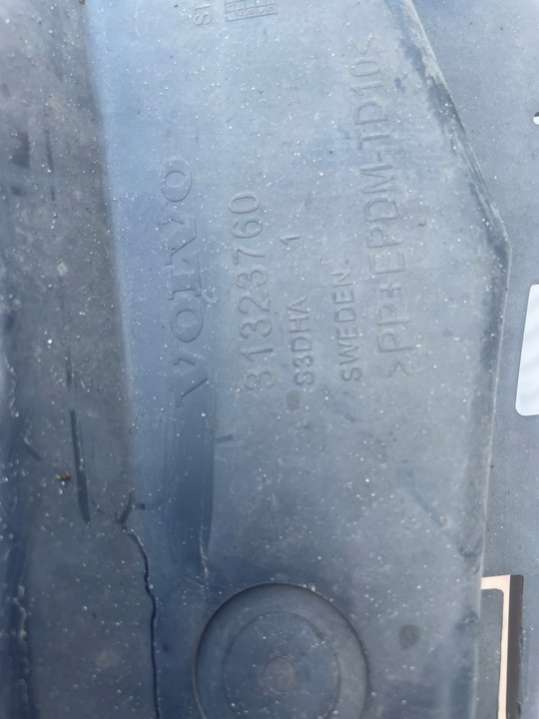 VOLVO
31323760
S3DHA 1
SWEDEN
>PP+EPDM-TD10<